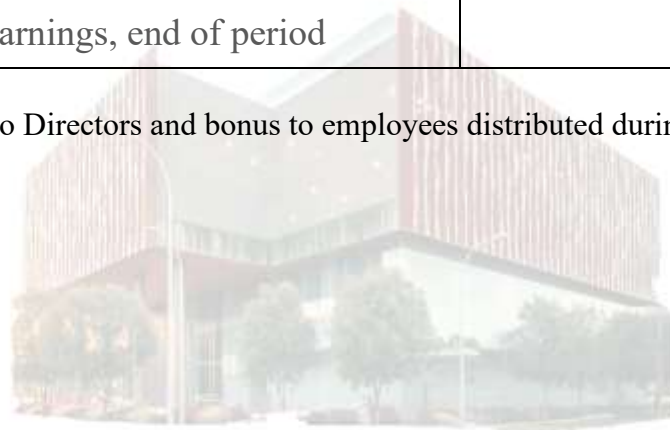 arnings, end of period
o Directors and bonus to employees distributed durin